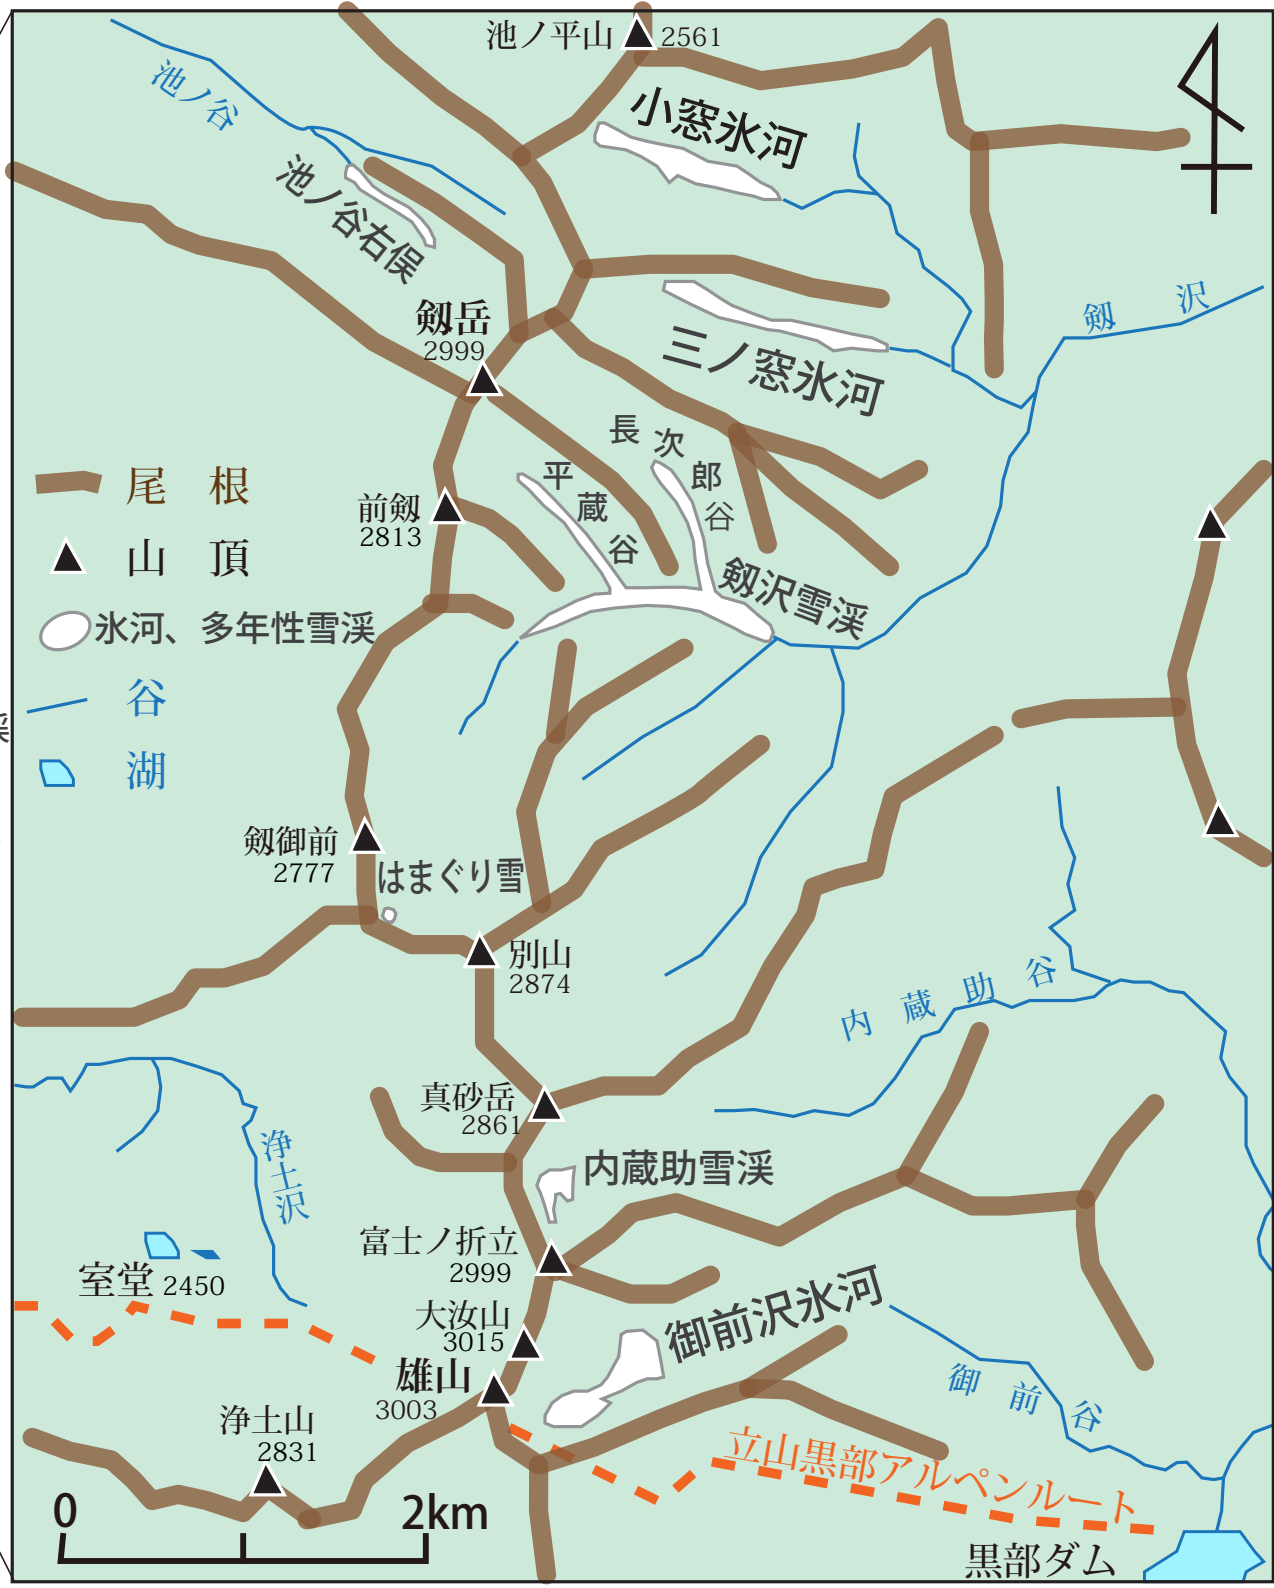 池ノ平山 2561
池ノ谷
小窓氷河
池ノ谷右俣
剱岳
2999
三ノ窓氷河
剱沢
長次郎谷
平蔵谷
前剱
2813
剱沢雪渓
尾根
山頂
氷河、多年性雪渓
谷
湖
渓
剱御前
2777
はまぐり雪
別山
2874
内蔵助谷
真砂岳
2861
浄土沢
内蔵助雪渓
富士ノ折立
2999
室堂 2450
大汝山
3015
御前沢氷河
雄山
3003
御前谷
浄土山
2831
立山黒部アルペンルート
0 2km
黒部ダム